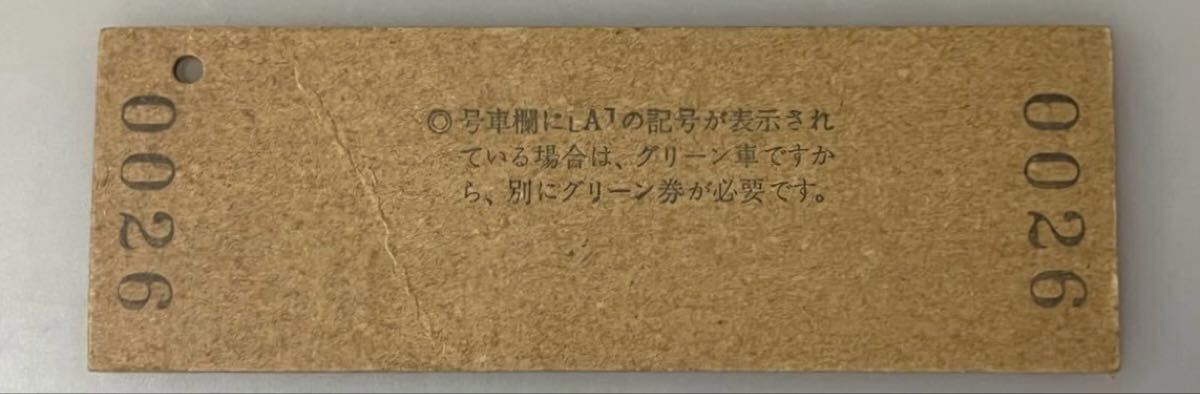 0026
◎号車欄に「A」の記号が表示され
ている場合は、グリーン車ですか
ら、別にグリーン券が必要です。
0026